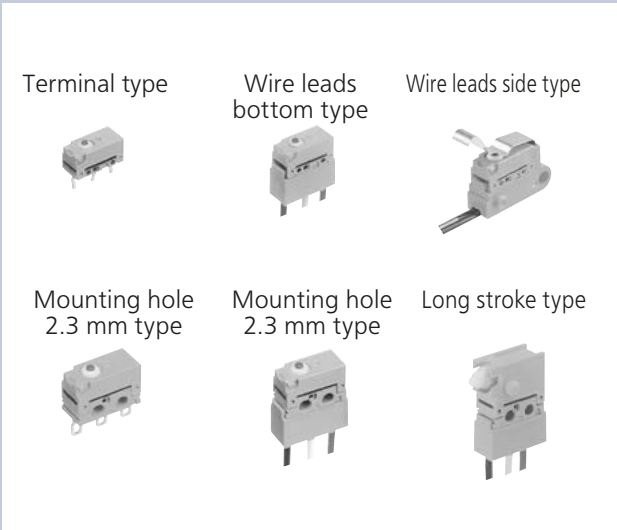 Terminal type
Wire leads
bottom type
Wire leads side type
Mounting hole
2.3 mm type
Mounting hole
2.3 mm type
Long stroke type